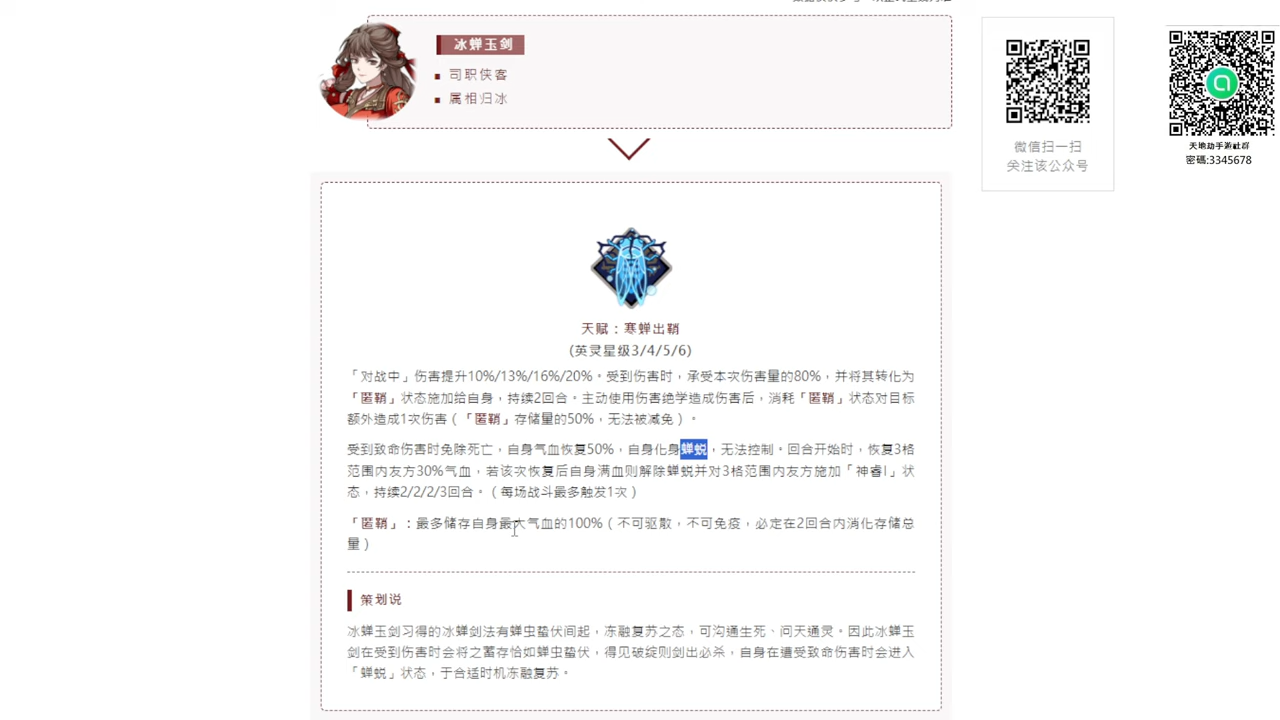 冰蝉玉剑
司职侠客
属相归冰
微信扫一扫
关注该公众号
天地劫手游社群
密碼:3345678
天赋：寒蝉出鞘
(英灵星级3/4/5/6)
「对战中」伤害提升10%/13%/16%/20%。受到伤害时，承受本次伤害量的80%，并将其转化为
「匿鞘」状态施加给自身，持续2回合。主动使用伤害绝学造成伤害后，消耗「匿鞘」状态对目标
额外造成1次伤害（「匿鞘」存储量的50%，无法被减免）。
受到致命伤害时免除死亡，自身气血恢复50%，自身化身蝉蜕，无法控制。回合开始时，恢复3格
范围内友方30%气血，若该次恢复后自身满血则解除蝉蜕并对3格范围内友方施加「神睿I」状
态，持续2/2/2/3回合。（每场战斗最多触发1次）
「匿鞘」：最多储存自身最大气血的100%（不可驱散，不可免疫，必定在2回合内消化存储总
量）
策划说
冰蝉玉剑习得的冰蝉剑法有蝉虫蛰伏间起，冻融复苏之态，可沟通生死、问天通灵。因此冰蝉玉
剑在受到伤害时会将之蓄存恰如蝉虫蛰伏，得见破绽则剑出必杀，自身在遭受致命伤害时会进入
「蝉蜕」状态，于合适时机冻融复苏。